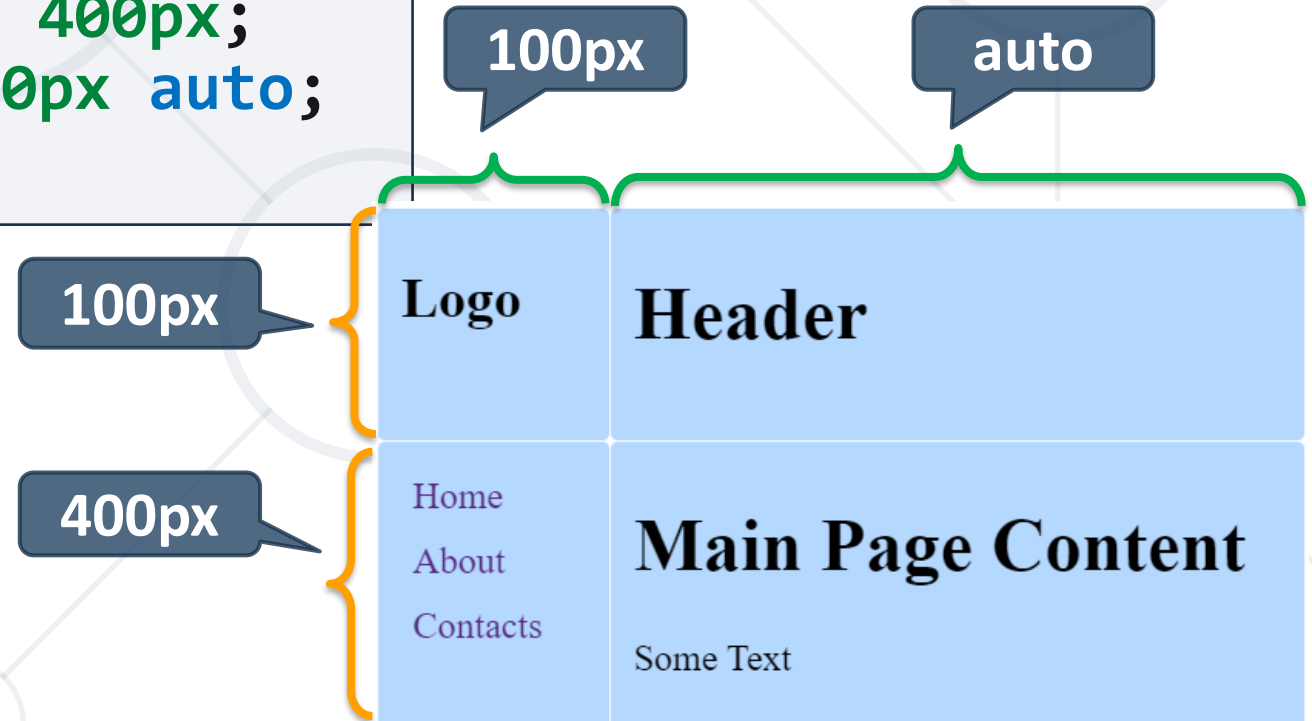 400px;
0px auto;
100px
auto
100px
Logo
Header
400px
Home
About
Contacts
Main Page Content
Some Text